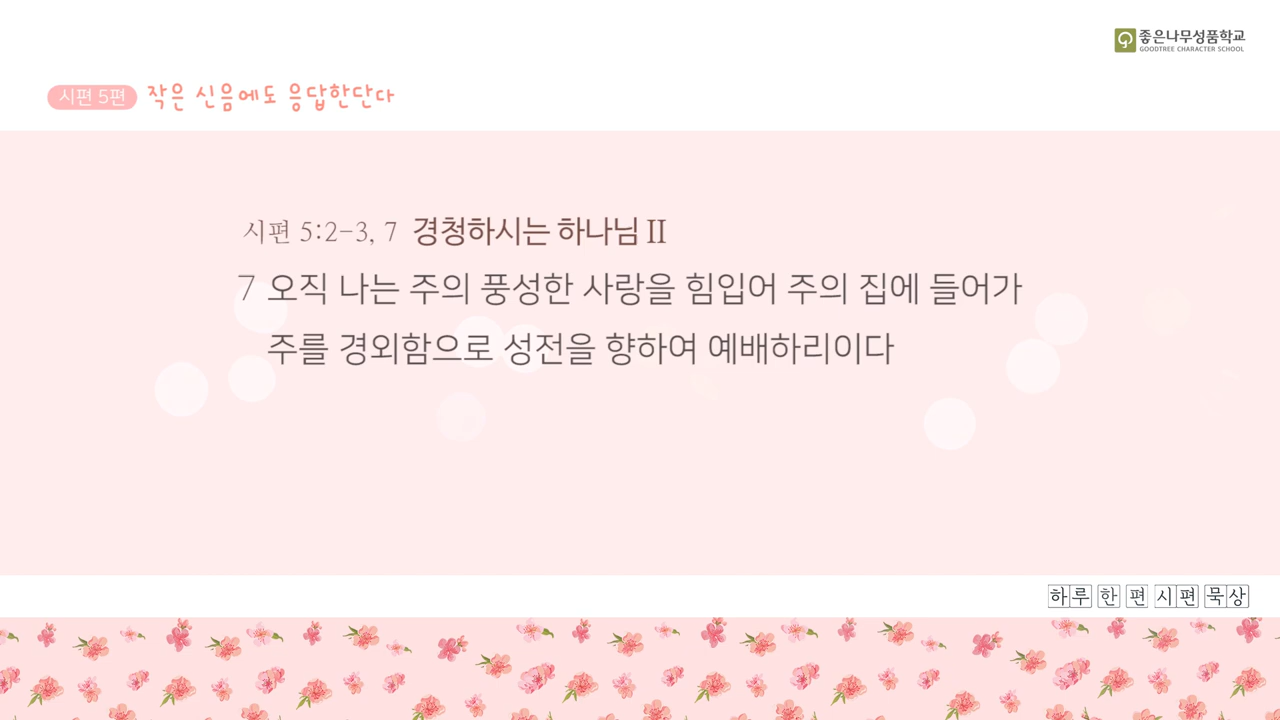 좋은나무성품학교
GOODTREE CHARACTER SCHOOL
시편 5편 작은 신음에도 응답한단다
시편 5:2-3, 7 경청하시는 하나님 II
7 오직 나는 주의 풍성한 사랑을 힘입어 주의 집에 들어가
주를 경외함으로 성전을 향하여 예배하리이다
하루 한 편 시편 묵상